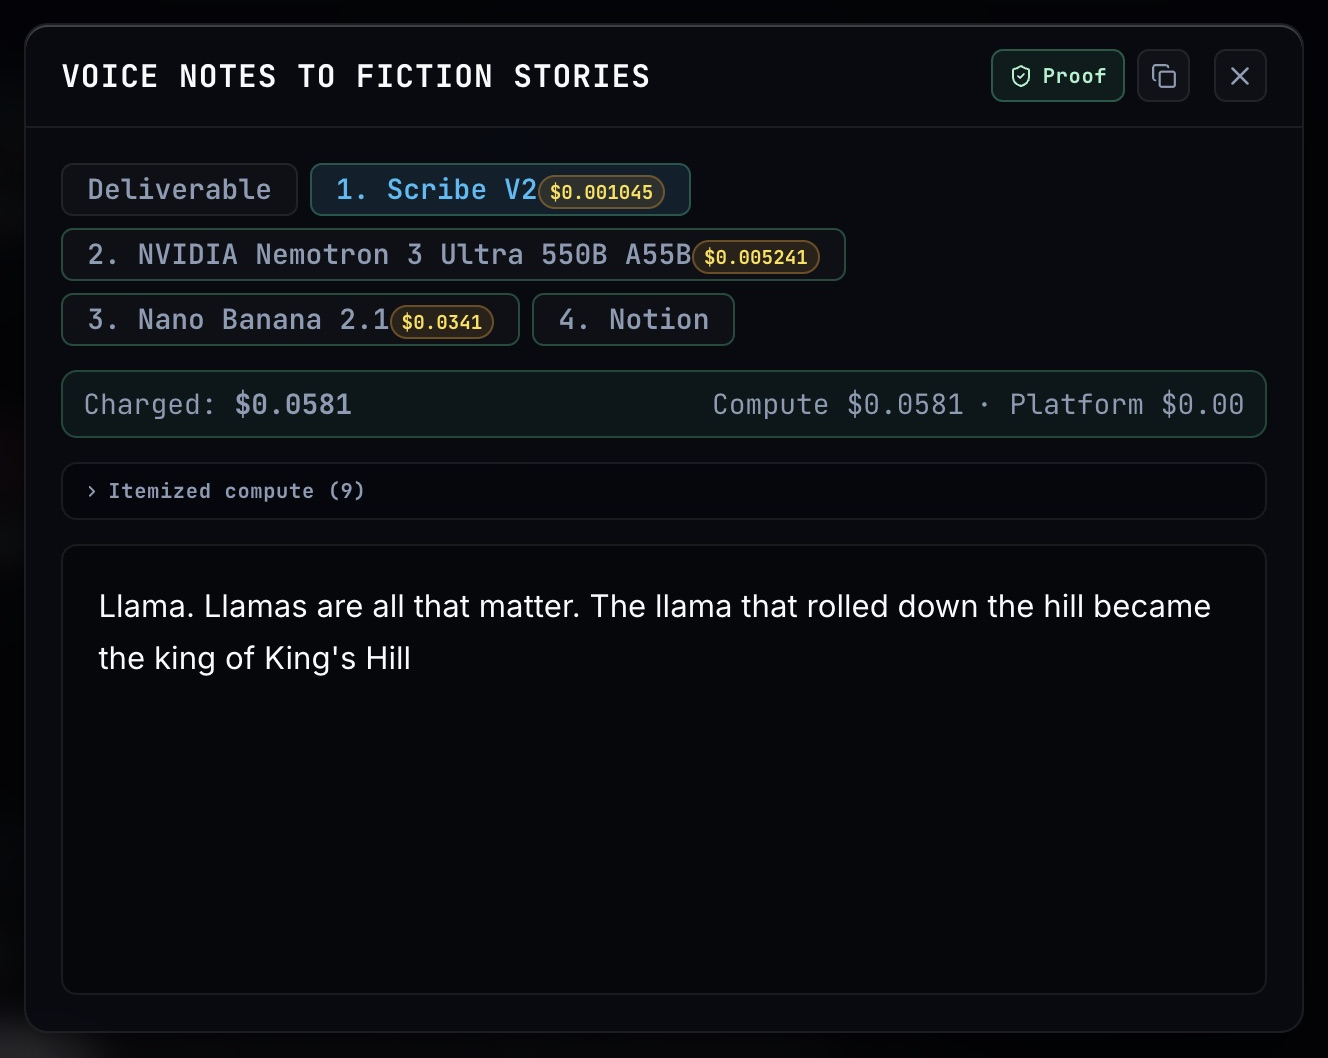 VOICE NOTES TO FICTION STORIES
Proof
Deliverable
1. Scribe V2 $0.001045
2. NVIDIA Nemotron 3 Ultra 550B A55B $0.005241
3. Nano Banana 2.1 $0.0341
4. Notion
Charged: $0.0581
Compute $0.0581 · Platform $0.00
Itemized compute (9)
Llama. Llamas are all that matter. The llama that rolled down the hill became
the king of King's Hill